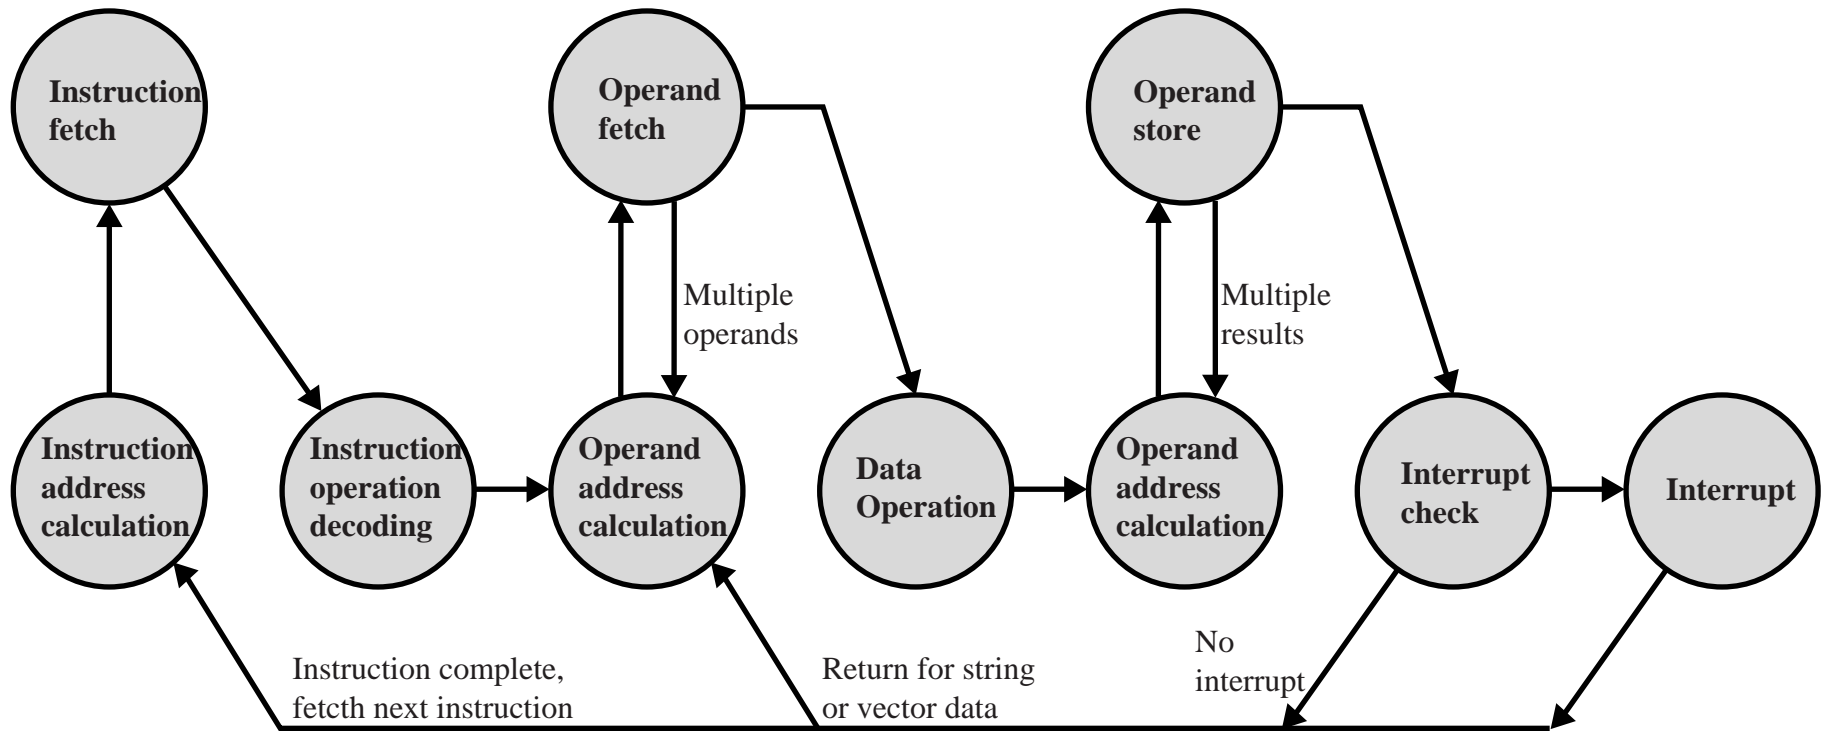 Instruction
fetch
Operand
fetch
Operand
store
Multiple
operands
Multiple
results
Instruction
address
calculation
Instruction
operation
decoding
Operand
address
calculation
Data
Operation
Operand
address
calculation
Interrupt
check
Interrupt
Instruction complete,
fetcth next instruction
Return for string
or vector data
No
interrupt